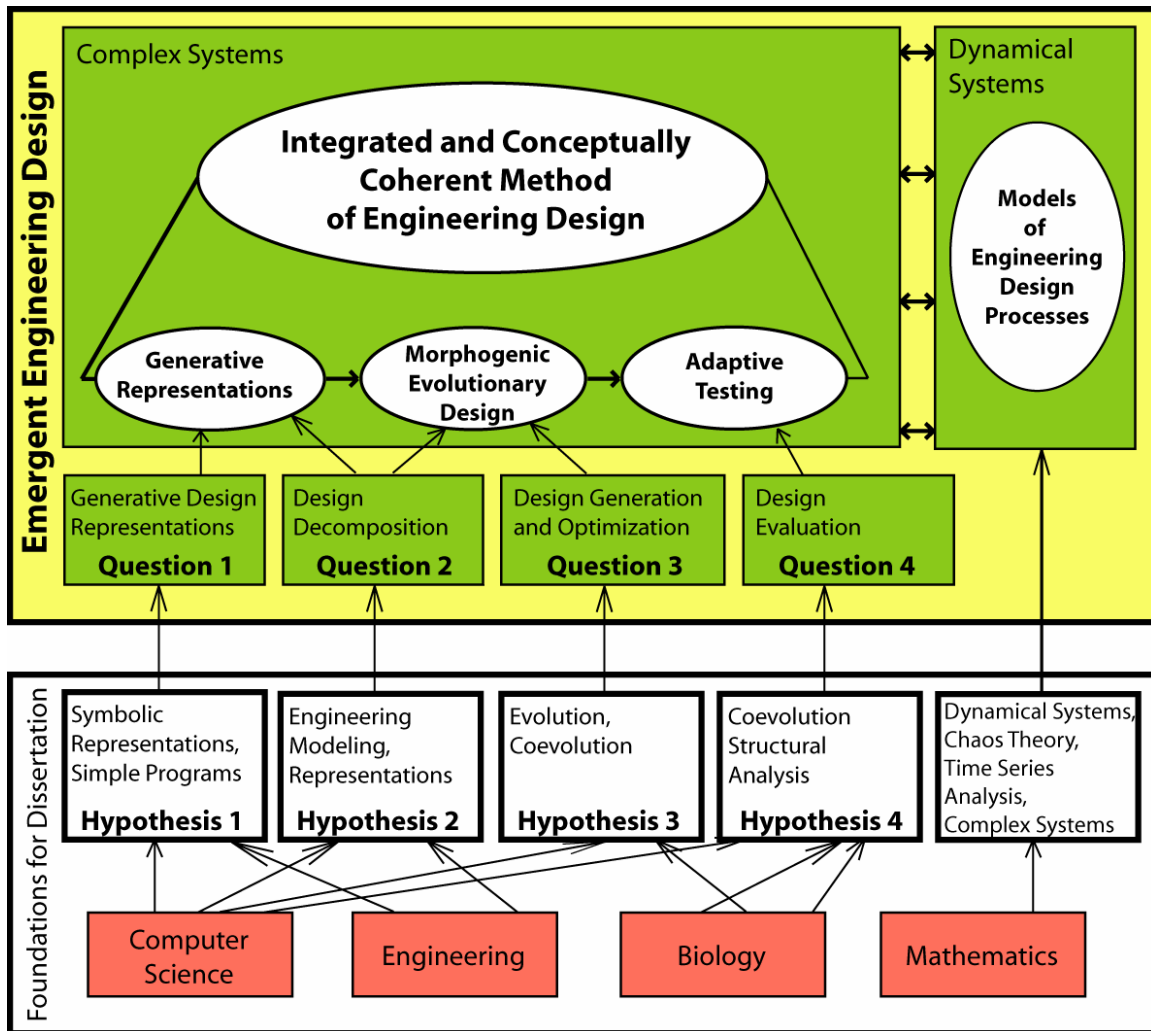 Emergent Engineering Design
Complex Systems
Integrated and Conceptually
Coherent Method
of Engineering Design
Generative
Representations
Morphogenic
Evolutionary
Design
Adaptive
Testing
Dynamical
Systems
Models
of
Engineering
Design
Processes
Generative Design
Representations
Question 1
Design
Decomposition
Question 2
Design Generation
and Optimization
Question 3
Design
Evaluation
Question 4
Foundations for Dissertation
Symbolic
Representations,
Simple Programs
Hypothesis 1
Engineering
Modeling,
Representations
Hypothesis 2
Evolution,
Coevolution
Hypothesis 3
Coevolution
Structural
Analysis
Hypothesis 4
Dynamical Systems,
Chaos Theory,
Time Series
Analysis,
Complex Systems
Computer
Science
Engineering
Biology
Mathematics